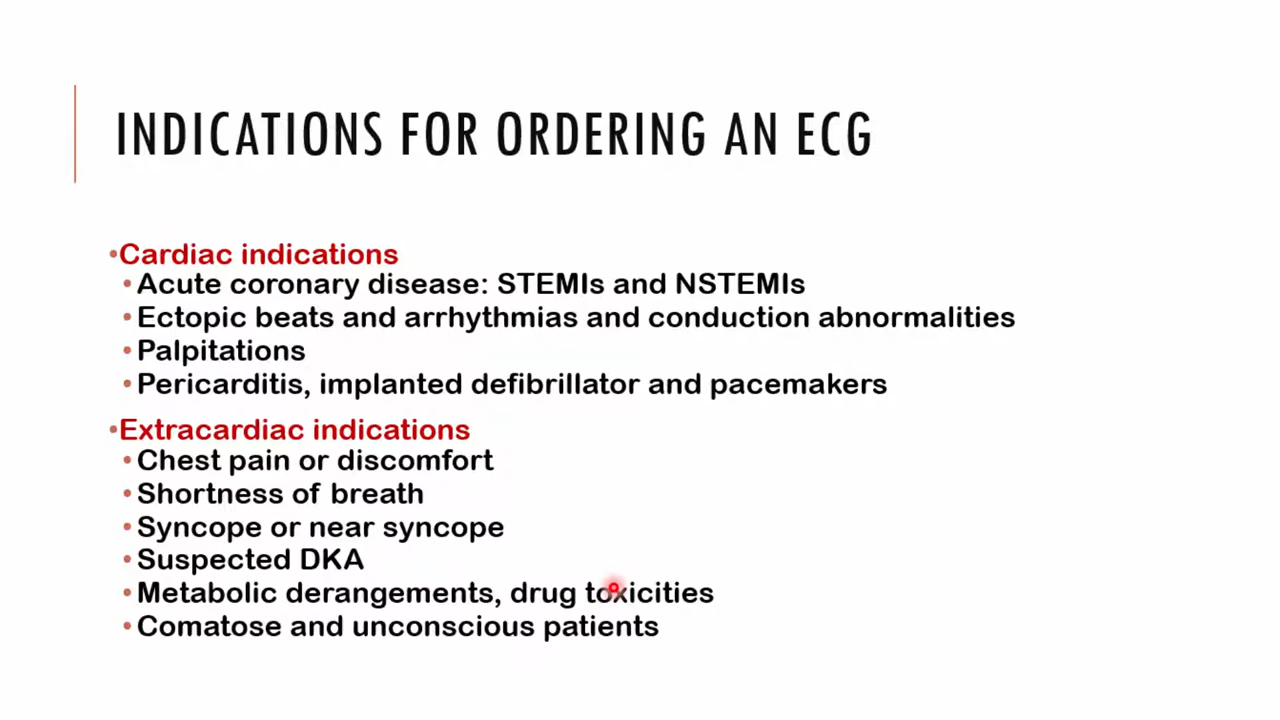 INDICATIONS FOR ORDERING AN ECG
•Cardiac indications
•Acute coronary disease: STEMIs and NSTEMIs
•Ectopic beats and arrhythmias and conduction abnormalities
•Palpitations
•Pericarditis, implanted defibrillator and pacemakers
•Extracardiac indications
•Chest pain or discomfort
•Shortness of breath
•Syncope or near syncope
•Suspected DKA
•Metabolic derangements, drug toxicities
•Comatose and unconscious patients